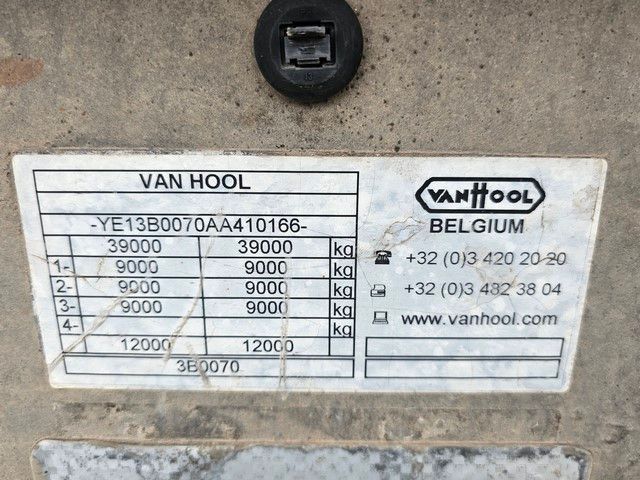 VAN HOOL
-YE13B0070AA410166-
39000 39000 kg
1- 9000 9000 kg
2- 9000 9000 kg
3- 9000 9000 kg
4- kg
12000 12000
3B0070
VANHOOL
BELGIUM
+32 (0)3 420 20 20
+32 (0)3 482 38 04
www.vanhool.com